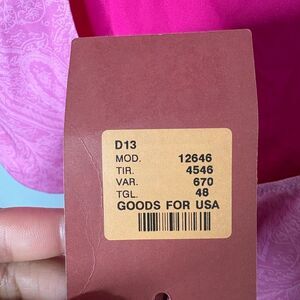 D13
MOD. 12646
TIR. 4546
VAR. 670
TGL. 48
GOODS FOR USA